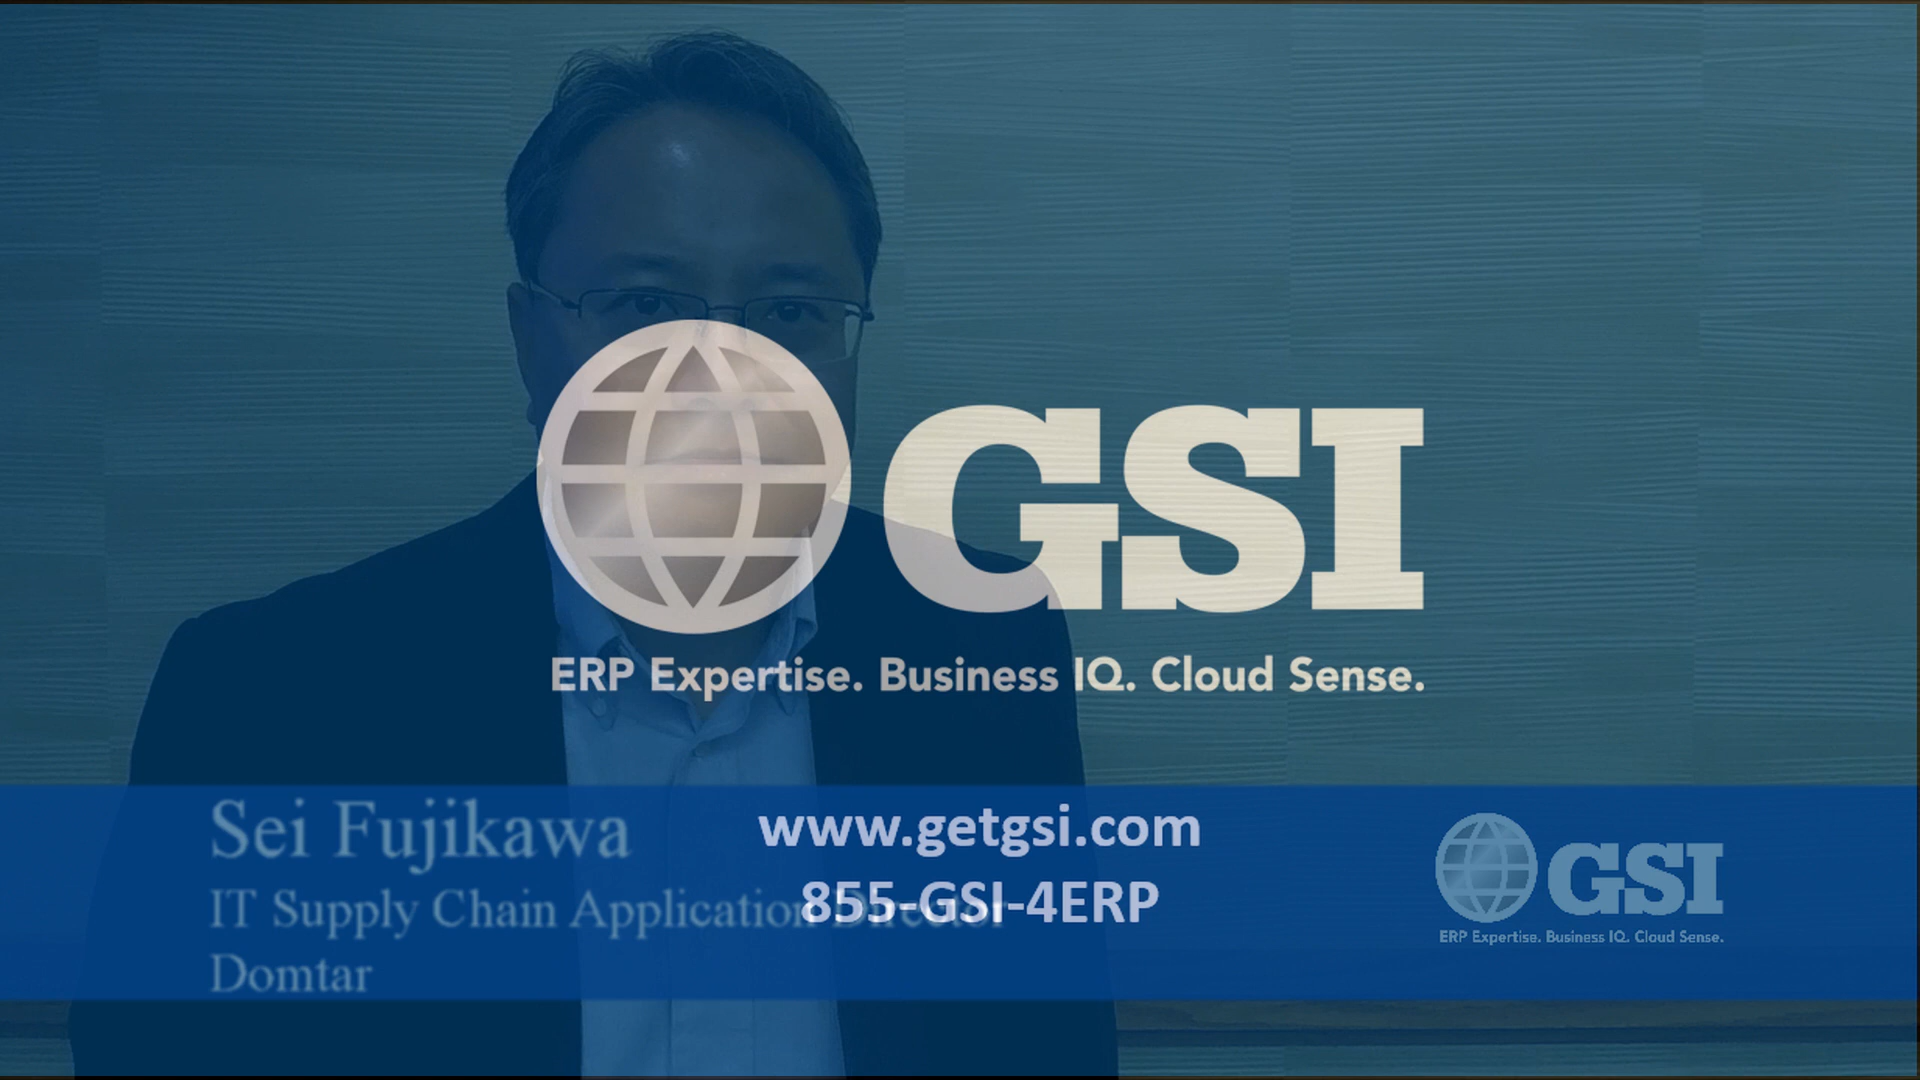 GSI
ERP Expertise. Business IQ. Cloud Sense.
Sei Fujikawa
IT Supply Chain Application Director
Domtar
www.getgsi.com
855-GSI-4ERP
GSI
ERP Expertise. Business IQ. Cloud Sense.